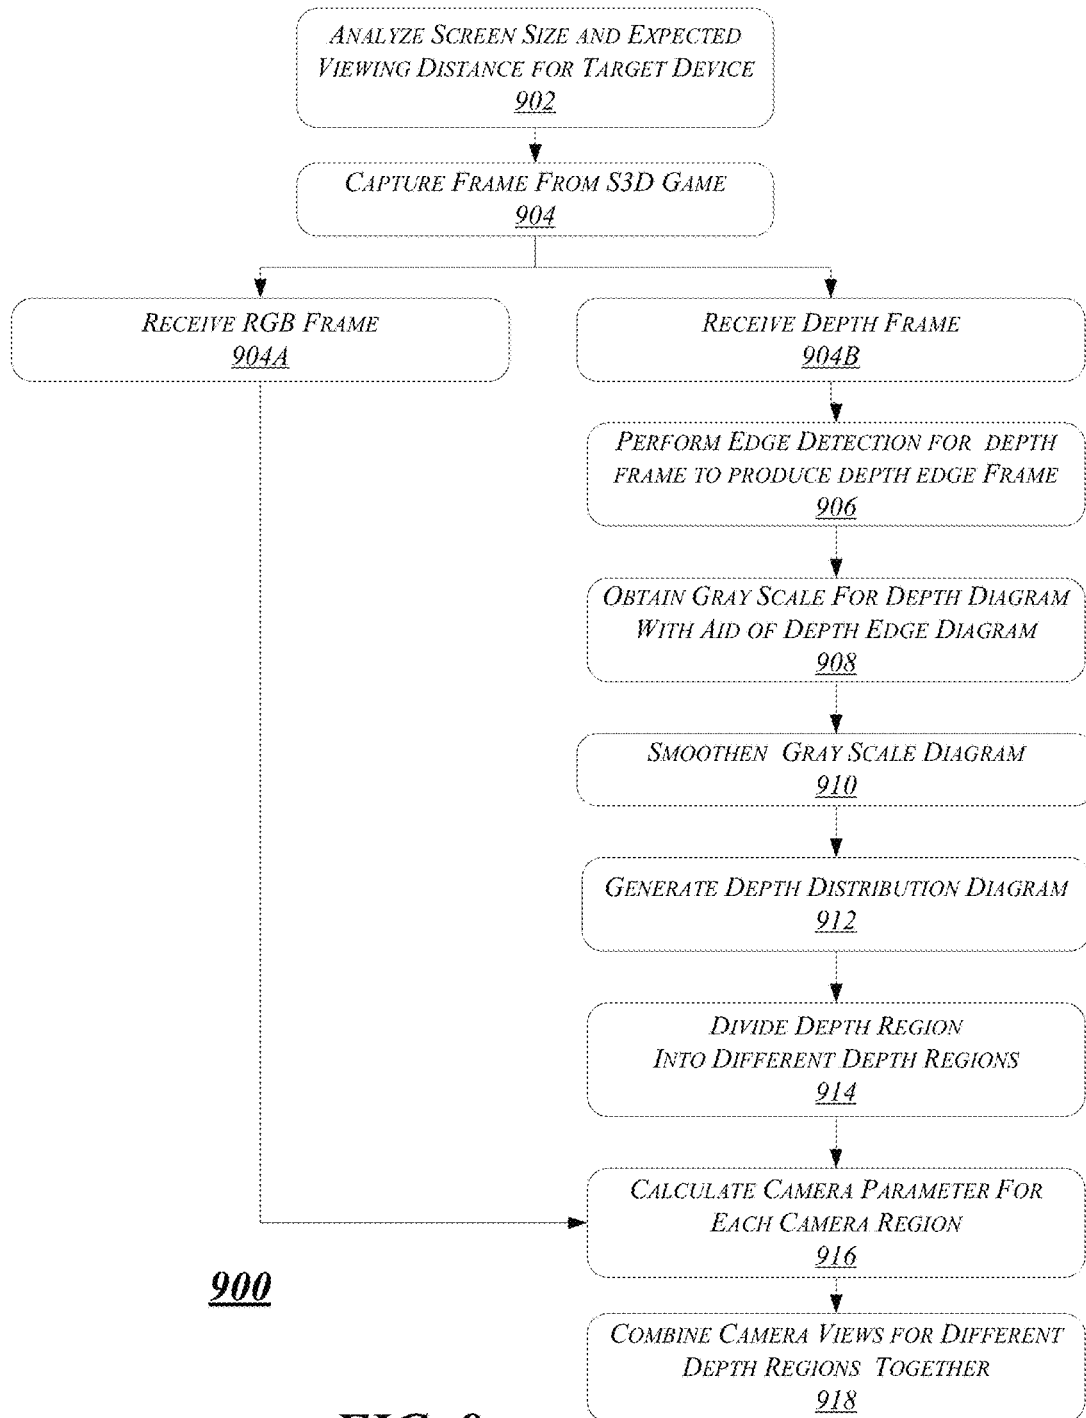 ANALYZE SCREEN SIZE AND EXPECTED
VIEWING DISTANCE FOR TARGET DEVICE
902
CAPTURE FRAME FROM S3D GAME
904
RECEIVE RGB FRAME
904A
RECEIVE DEPTH FRAME
904B
PERFORM EDGE DETECTION FOR DEPTH
FRAME TO PRODUCE DEPTH EDGE FRAME
906
OBTAIN GRAY SCALE FOR DEPTH DIAGRAM
WITH AID OF DEPTH EDGE DIAGRAM
908
SMOOTHEN GRAY SCALE DIAGRAM
910
GENERATE DEPTH DISTRIBUTION DIAGRAM
912
DIVIDE DEPTH REGION
INTO DIFFERENT DEPTH REGIONS
914
CALCULATE CAMERA PARAMETER FOR
EACH CAMERA REGION
916
900
COMBINE CAMERA VIEWS FOR DIFFERENT
DEPTH REGIONS TOGETHER
918